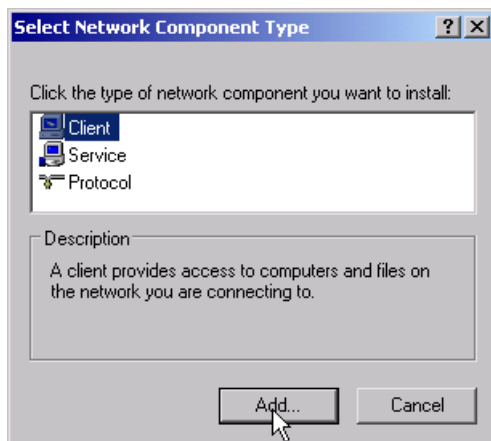 Select Network Component Type
Click the type of network component you want to install:
Client
Service
Protocol
Description
A client provides access to computers and files on
the network you are connecting to.
Add...
Cancel